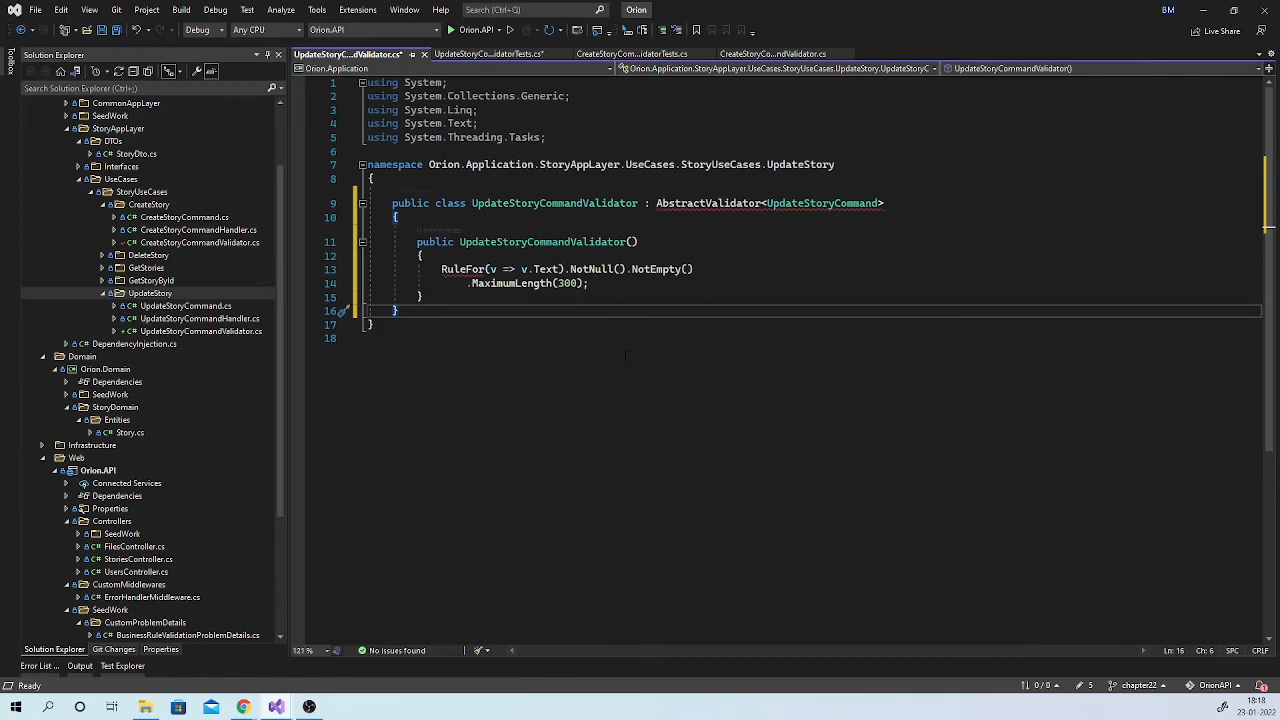 File Edit View Git Project Build Debug Test Analyze Tools Extensions Window Help Search (Ctrl+Q) Orion BM
Debug Any CPU Orion.API Orion.API Live Share
Toolbox
Solution Explorer
Search Solution Explorer (Ctrl+;)
CommonAppLayer
SeedWork
StoryAppLayer
DTOs
StoryDto.cs
Interfaces
UseCases
StoryUseCases
CreateStory
CreateStoryCommand.cs
CreateStoryCommandHandler.cs
CreateStoryCommandValidator.cs
DeleteStory
GetStories
GetStoryById
UpdateStory
UpdateStoryCommand.cs
UpdateStoryCommandHandler.cs
UpdateStoryCommandValidator.cs
DependencyInjection.cs
Domain
Orion.Domain
Dependencies
SeedWork
StoryDomain
Entities
Story.cs
Infrastructure
Web
Orion.API
Connected Services
Dependencies
Properties
Controllers
SeedWork
FilesController.cs
StoriesController.cs
UsersController.cs
CustomMiddlewares
ErrorHandlerMiddleware.cs
SeedWork
CustomProblemDetails
BusinessRuleValidationProblemDetails.cs
Solution Explorer Git Changes Properties
UpdateStoryC...dValidator.cs* UpdateStoryCo...idatorTests.cs* CreateStoryCom...idatorTests.cs CreateStoryCo...ndValidator.cs
Orion.Application Orion.Application.StoryAppLayer.UseCases.StoryUseCases.UpdateStory.UpdateStoryC UpdateStoryCommandValidator()
1 using System;
2 using System.Collections.Generic;
3 using System.Linq;
4 using System.Text;
5 using System.Threading.Tasks;
6
7 namespace Orion.Application.StoryAppLayer.UseCases.StoryUseCases.UpdateStory
8 {
9 public class UpdateStoryCommandValidator : AbstractValidator<UpdateStoryCommand>
10 {
11 public UpdateStoryCommandValidator()
12 {
13 RuleFor(v => v.Text).NotNull().NotEmpty()
14 .MaximumLength(300);
15 }
16 }
17 }
18
121 % No issues found Ln: 16 Ch: 6 SPC CRLF
Error List ... Output Test Explorer
Ready 0 / 0 5 chapter22 OrionAPI
18:18
23-01-2022